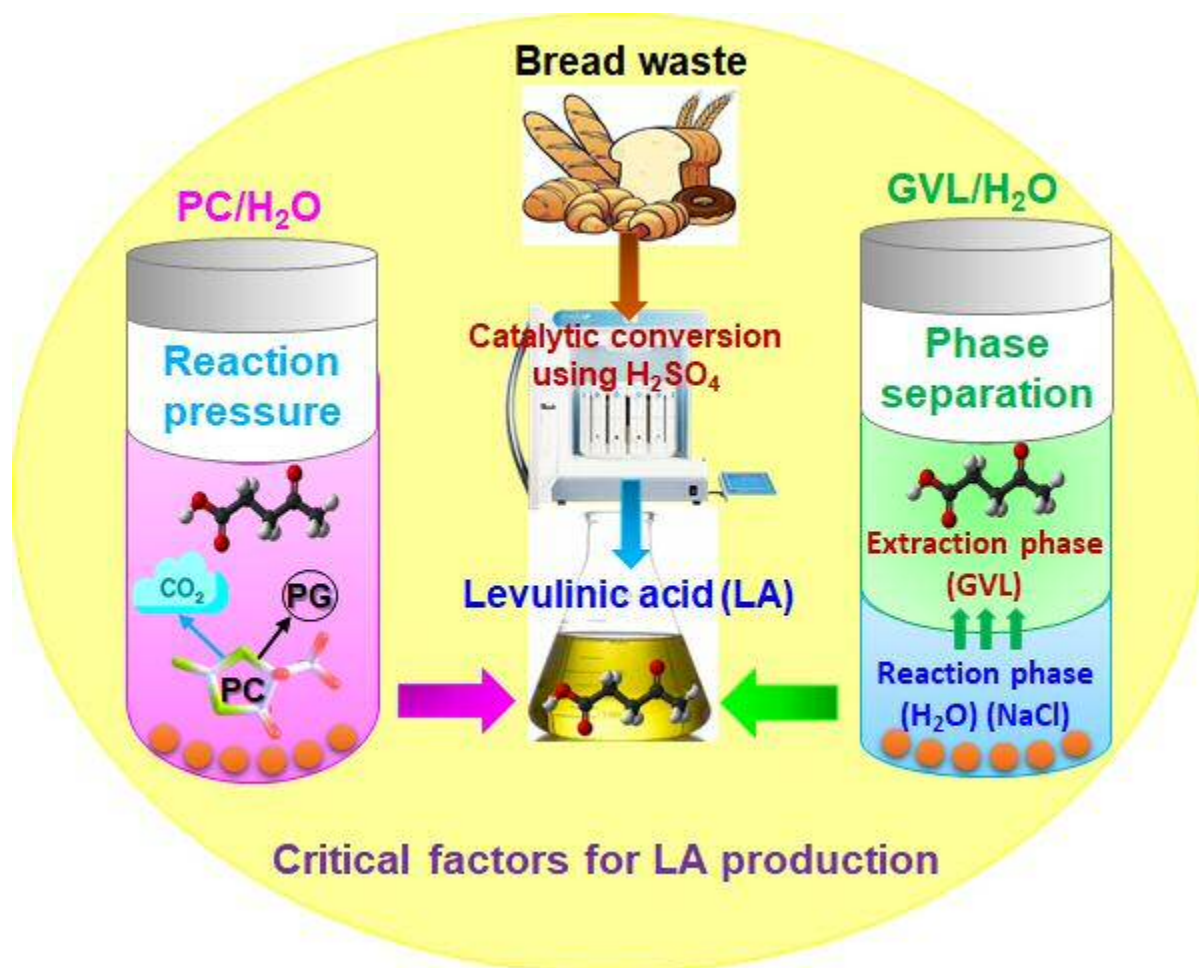 Bread waste
PC/H₂O
Reaction
pressure
CO₂
PG
PC
Catalytic conversion
using H₂SO₄
Levulinic acid (LA)
GVL/H₂O
Phase
separation
Extraction phase
(GVL)
Reaction phase
(H₂O) (NaCl)
Critical factors for LA production